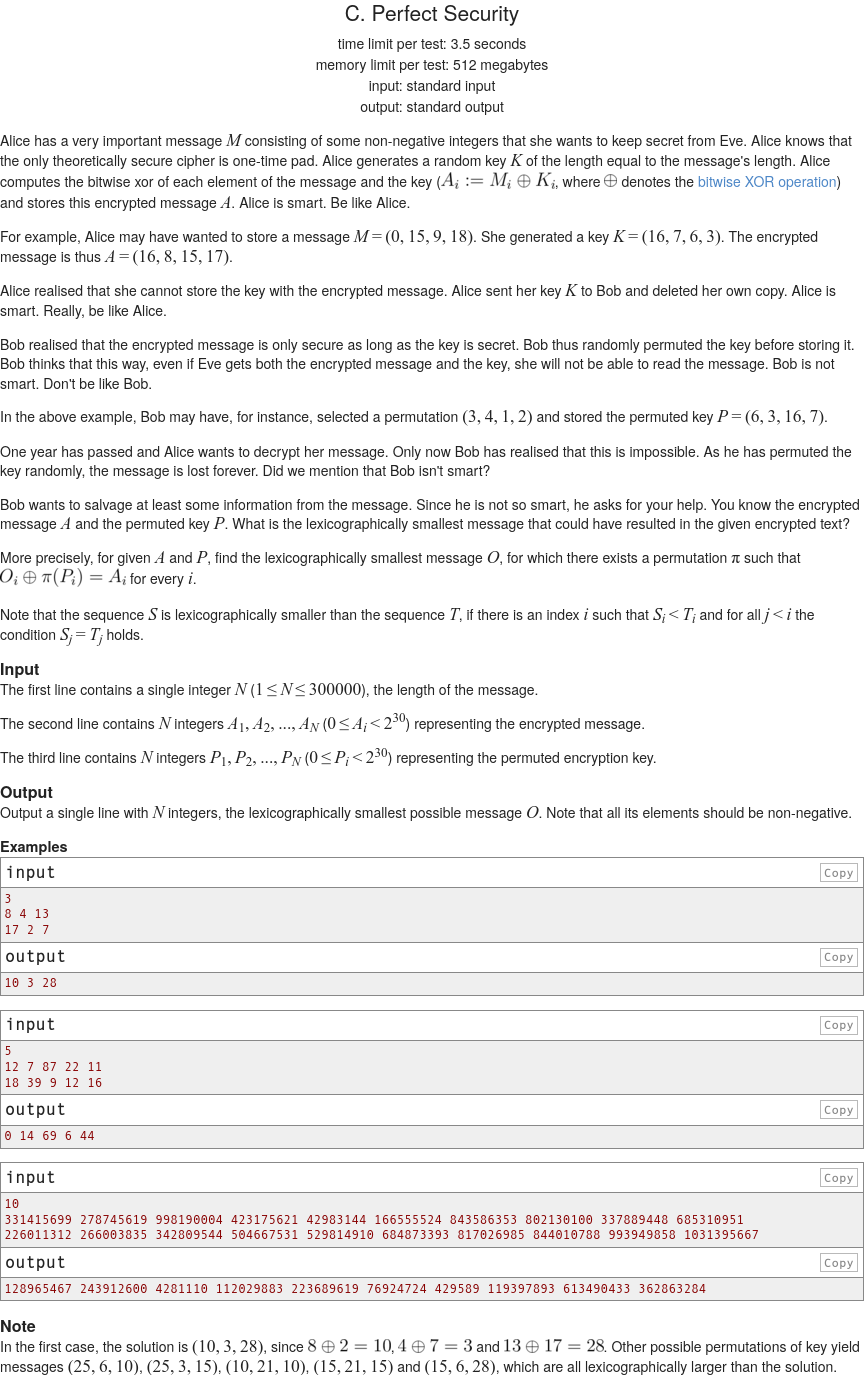 C. Perfect Security
time limit per test: 3.5 seconds
memory limit per test: 512 megabytes
input: standard input
output: standard output
Alice has a very important message M consisting of some non-negative integers that she wants to keep secret from Eve. Alice knows that
the only theoretically secure cipher is one-time pad. Alice generates a random key K of the length equal to the message's length. Alice
computes the bitwise xor of each element of the message and the key (A_i := M_i ⊕ K_i, where ⊕ denotes the bitwise XOR operation)
and stores this encrypted message A. Alice is smart. Be like Alice.
For example, Alice may have wanted to store a message M = (0, 15, 9, 18). She generated a key K = (16, 7, 6, 3). The encrypted
message is thus A = (16, 8, 15, 17).
Alice realised that she cannot store the key with the encrypted message. Alice sent her key K to Bob and deleted her own copy. Alice is
smart. Really, be like Alice.
Bob realised that the encrypted message is only secure as long as the key is secret. Bob thus randomly permuted the key before storing it.
Bob thinks that this way, even if Eve gets both the encrypted message and the key, she will not be able to read the message. Bob is not
smart. Don't be like Bob.
In the above example, Bob may have, for instance, selected a permutation (3, 4, 1, 2) and stored the permuted key P = (6, 3, 16, 7).
One year has passed and Alice wants to decrypt her message. Only now Bob has realised that this is impossible. As he has permuted the
key randomly, the message is lost forever. Did we mention that Bob isn't smart?
Bob wants to salvage at least some information from the message. Since he is not so smart, he asks for your help. You know the encrypted
message A and the permuted key P. What is the lexicographically smallest message that could have resulted in the given encrypted text?
More precisely, for given A and P, find the lexicographically smallest message O, for which there exists a permutation π such that
O_i ⊕ π(P_i) = A_i for every i.
Note that the sequence S is lexicographically smaller than the sequence T, if there is an index i such that S_i < T_i and for all j < i the
condition S_j = T_j holds.
Input
The first line contains a single integer N (1 ≤ N ≤ 300000), the length of the message.
The second line contains N integers A_1, A_2, ..., A_N (0 ≤ A_i < 2^30) representing the encrypted message.
The third line contains N integers P_1, P_2, ..., P_N (0 ≤ P_i < 2^30) representing the permuted encryption key.
Output
Output a single line with N integers, the lexicographically smallest possible message O. Note that all its elements should be non-negative.
Examples
input Copy
3
8 4 13
17 2 7
output Copy
10 3 28
input Copy
5
12 7 87 22 11
18 39 9 12 16
output Copy
0 14 69 6 44
input Copy
10
331415699 278745619 998190004 423175621 42983144 166555524 843586353 802130100 337889448 685310951
226011312 266003835 342809544 504667531 529814910 684873393 817026985 844010788 993949858 1031395667
output Copy
128965467 243912600 4281110 112029883 223689619 76924724 429589 119397893 613490433 362863284
Note
In the first case, the solution is (10, 3, 28), since 8 ⊕ 2 = 10, 4 ⊕ 7 = 3 and 13 ⊕ 17 = 28. Other possible permutations of key yield
messages (25, 6, 10), (25, 3, 15), (10, 21, 10), (15, 21, 15) and (15, 6, 28), which are all lexicographically larger than the solution.